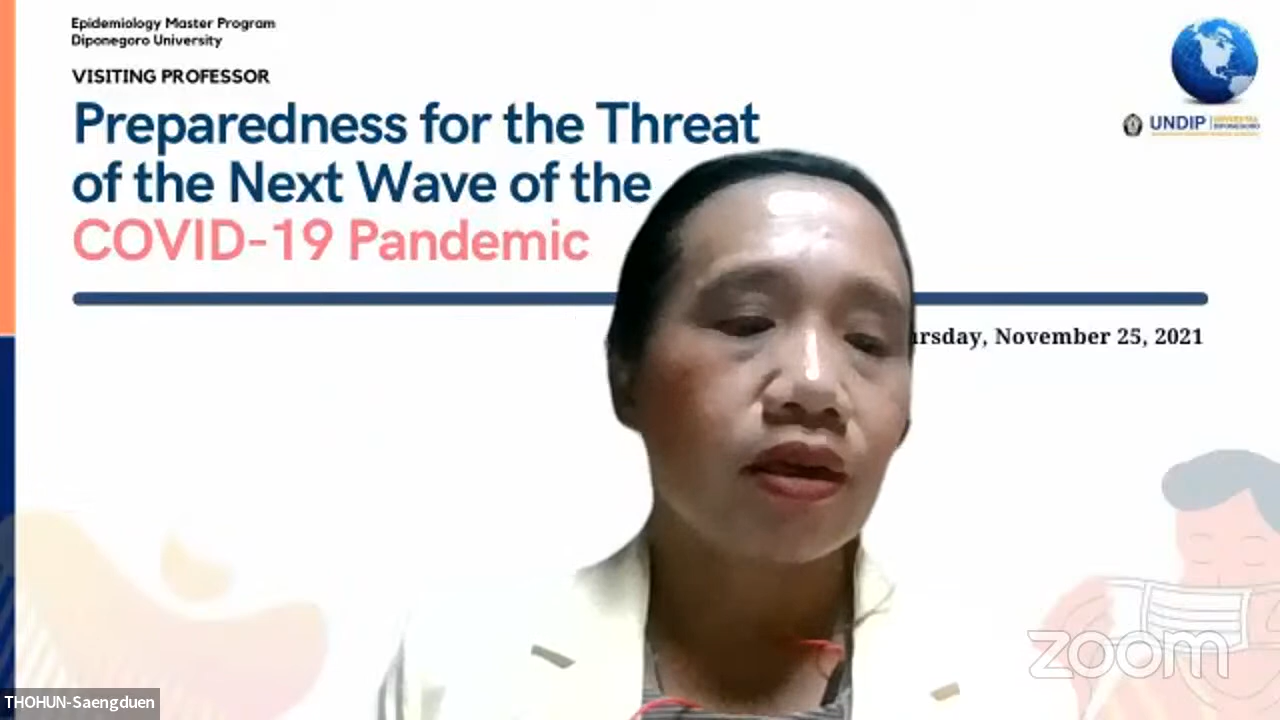 Epidemiology Master Program
Diponegoro University
VISITING PROFESSOR
Preparedness for the Threat
of the Next Wave of the
COVID-19 Pandemic
UNDIP
ursday, November 25, 2021
zoom
THOHUN-Saengduen